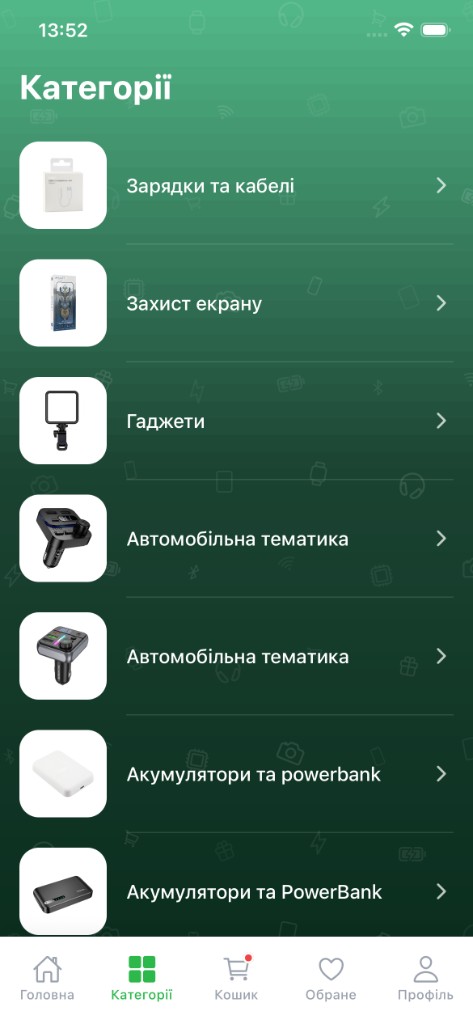 13:52
Категорії
Зарядки та кабелі
Захист екрану
Гаджети
Автомобільна тематика
Автомобільна тематика
Акумулятори та powerbank
Акумулятори та PowerBank
Головна
Категорії
Кошик
Обране
Профіль